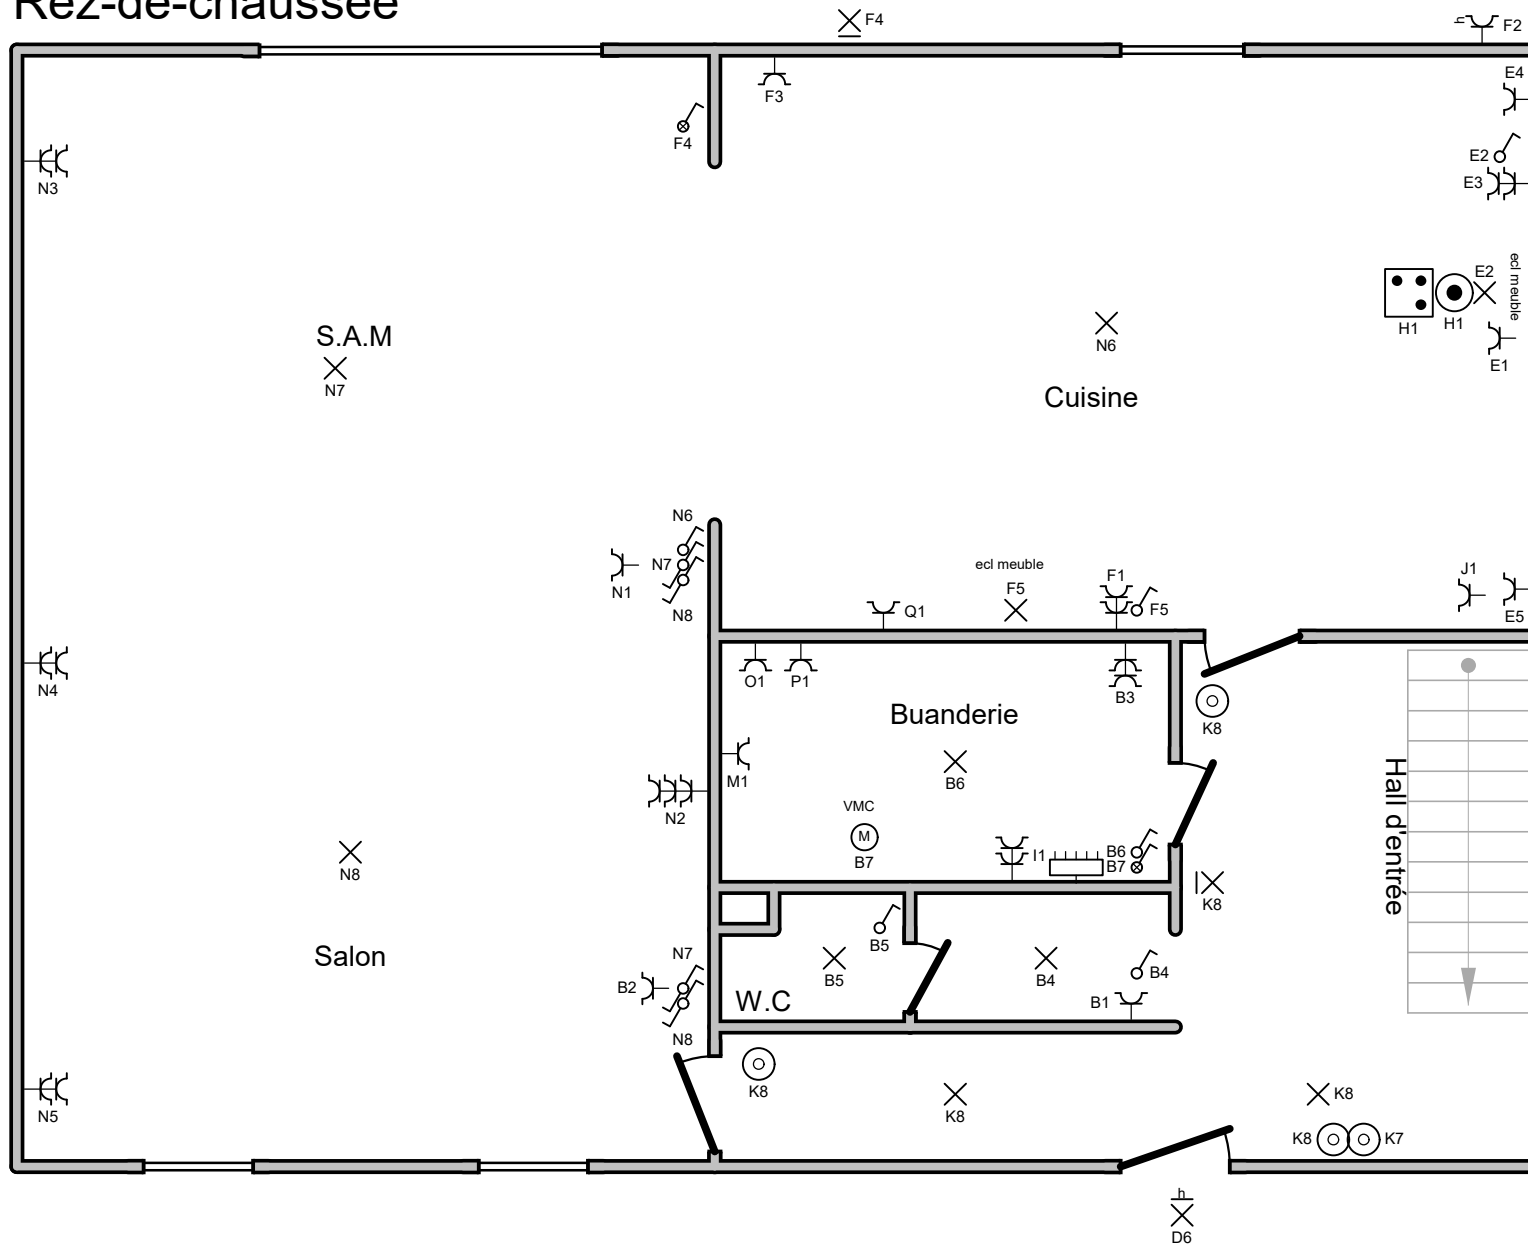 Rez-de-chaussée
F4
h F2
F3
E4
F4
E2
N3
E3
ecl meuble
E2
H1
H1
N6
S.A.M
E1
N7
Cuisine
N6
N7
N1
N8
ecl meuble
F5
F1
F5
Q1
J1
E5
N4
O1
P1
B3
Buanderie
K8
Hall d'entrée
M1
B6
N2
VMC
M
B7
I1
B6
B7
N8
K8
B5
Salon
N7
B5
B4
B4
B2
W.C
B1
N8
K8
K8
K8
N5
K8
K7
h
D6